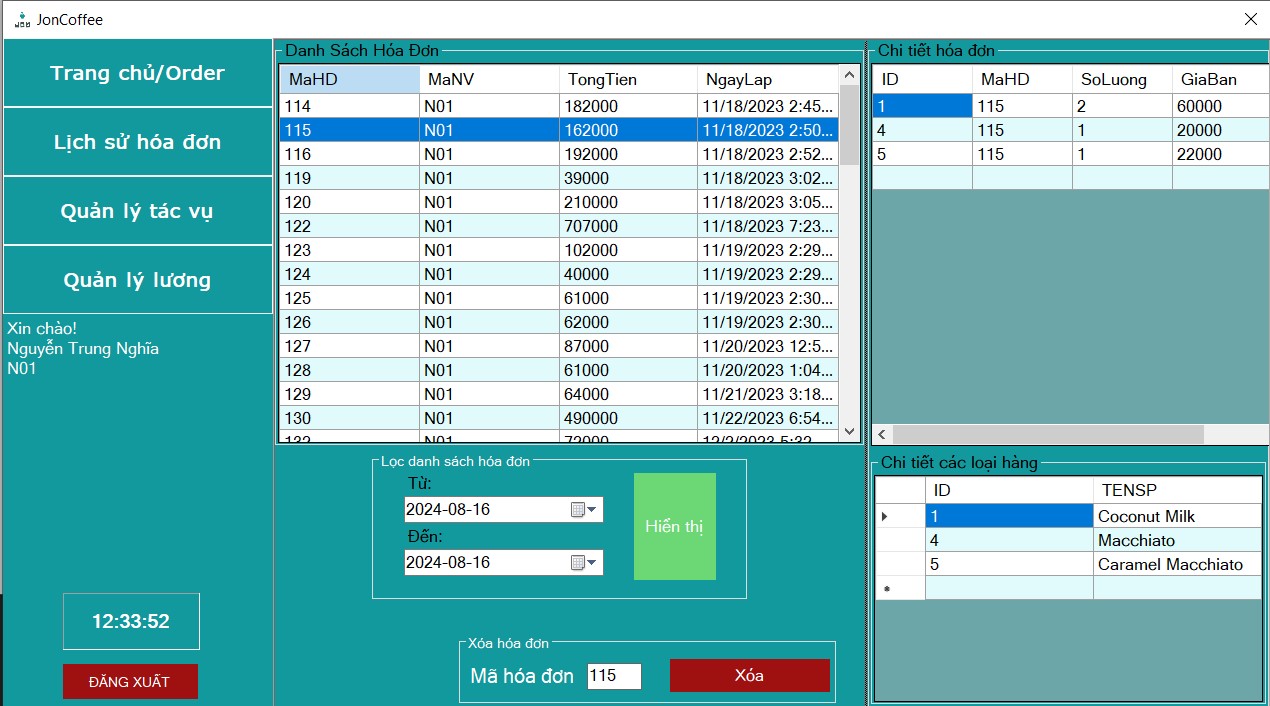 JonCoffee
Trang chủ/Order
Lịch sử hóa đơn
Quản lý tác vụ
Quản lý lương
Xin chào!
Nguyễn Trung Nghĩa
N01
12:33:52
ĐĂNG XUẤT
Danh Sách Hóa Đơn
MaHD MaNV TongTien NgayLap
114 N01 182000 11/18/2023 2:45...
115 N01 162000 11/18/2023 2:50...
116 N01 192000 11/18/2023 2:52...
119 N01 39000 11/18/2023 3:02...
120 N01 210000 11/18/2023 3:05...
122 N01 707000 11/18/2023 7:23...
123 N01 102000 11/19/2023 2:29...
124 N01 40000 11/19/2023 2:29...
125 N01 61000 11/19/2023 2:30...
126 N01 62000 11/19/2023 2:30...
127 N01 87000 11/20/2023 12:5...
128 N01 61000 11/20/2023 1:04...
129 N01 64000 11/21/2023 3:18...
130 N01 490000 11/22/2023 6:54...
132 N01 72000 12/2/2023 5:32
Lọc danh sách hóa đơn
Từ:
2024-08-16
Đến:
2024-08-16
Hiển thị
Xóa hóa đơn
Mã hóa đơn 115 Xóa
Chi tiết hóa đơn
ID MaHD SoLuong GiaBan
1 115 2 60000
4 115 1 20000
5 115 1 22000
Chi tiết các loại hàng
ID TENSP
1 Coconut Milk
4 Macchiato
5 Caramel Macchiato